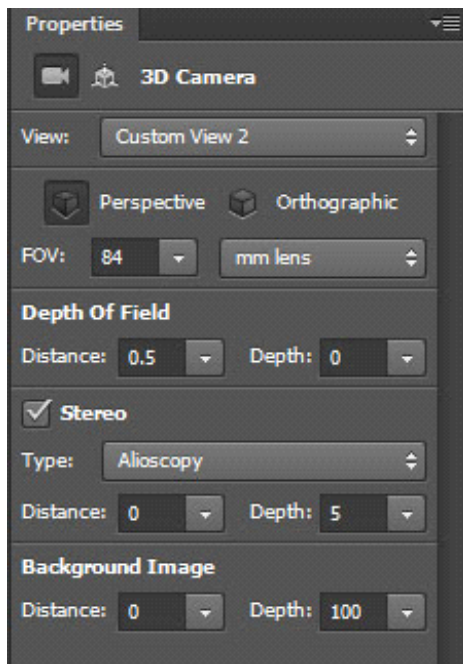 Properties
3D Camera
View: Custom View 2
Perspective Orthographic
FOV: 84 mm lens
Depth Of Field
Distance: 0.5 Depth: 0
Stereo
Type: Alioscopy
Distance: 0 Depth: 5
Background Image
Distance: 0 Depth: 100